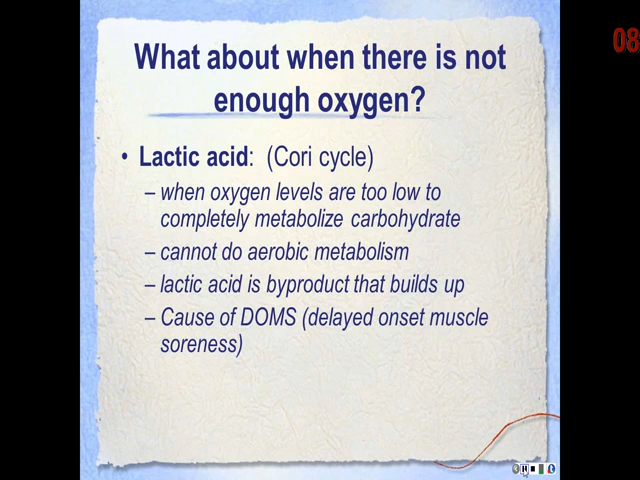 What about when there is not
enough oxygen?
• Lactic acid: (Cori cycle)
– when oxygen levels are too low to
completely metabolize carbohydrate
– cannot do aerobic metabolism
– lactic acid is byproduct that builds up
– Cause of DOMS (delayed onset muscle
soreness)
08